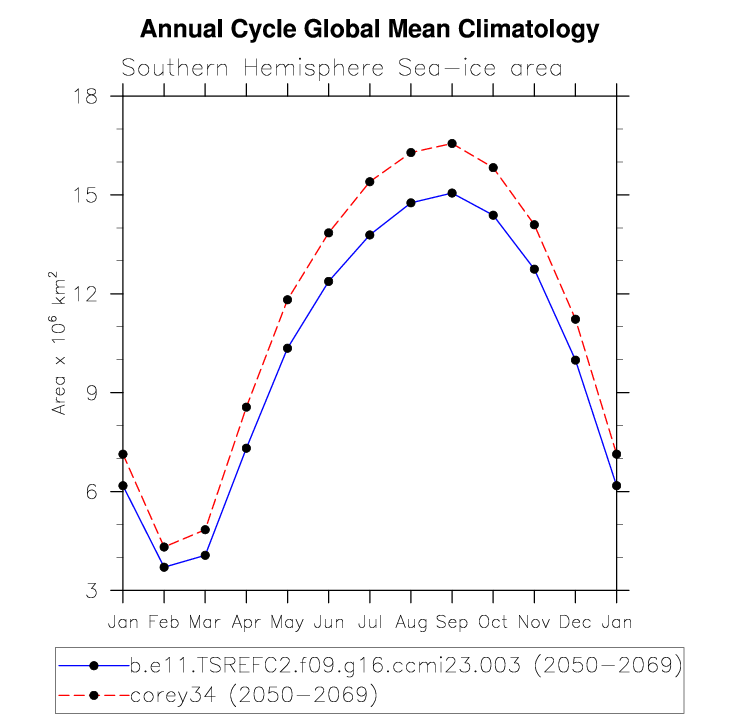 Annual Cycle Global Mean Climatology
Southern Hemisphere Sea-ice area
18
15
12
9
6
3
Area x 10⁶ km²
Jan Feb Mar Apr May Jun Jul Aug Sep Oct Nov Dec Jan
b.e11.TSREFC2.f09.g16.ccmi23.003 (2050-2069)
corey34 (2050-2069)